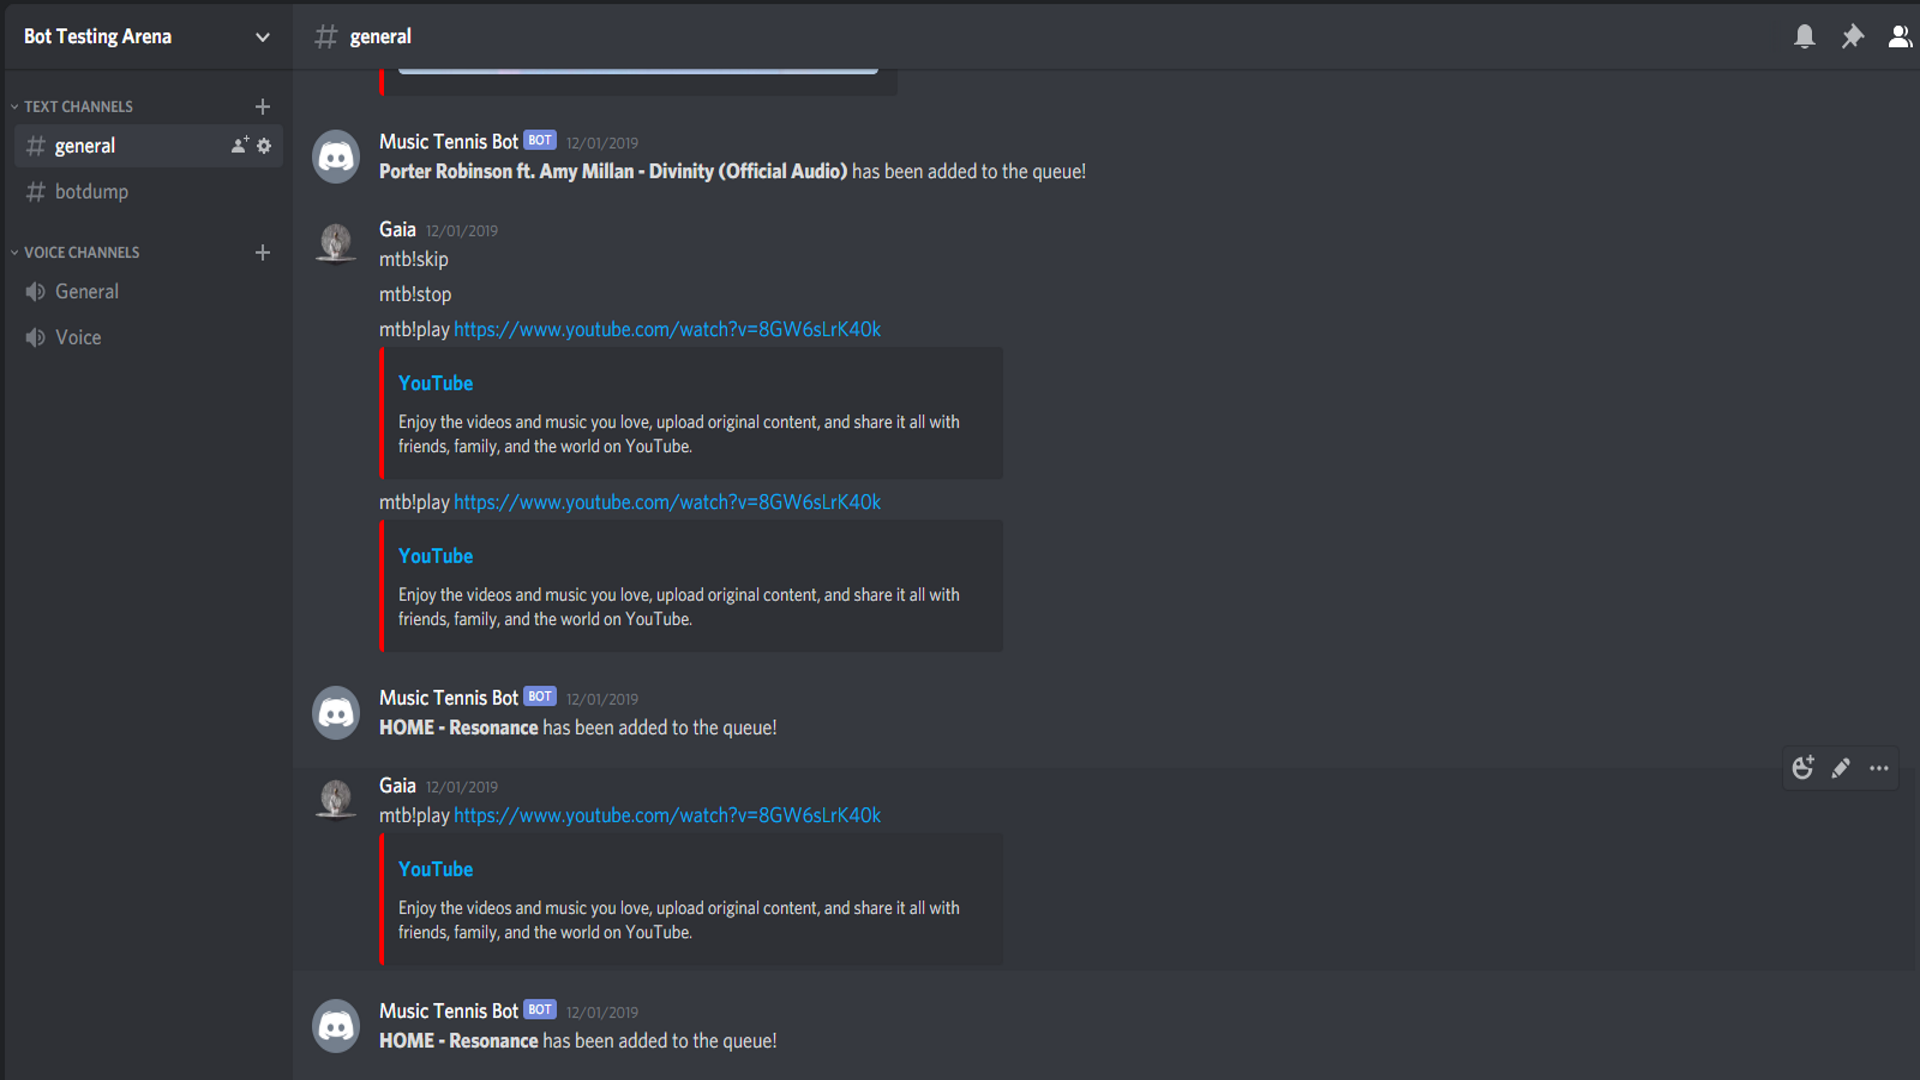 Bot Testing Arena
# general
TEXT CHANNELS
# general
# botdump
VOICE CHANNELS
General
Voice
Music Tennis Bot BOT 12/01/2019
Porter Robinson ft. Amy Millan - Divinity (Official Audio) has been added to the queue!
Gaia 12/01/2019
mtb!skip
mtb!stop
mtb!play https://www.youtube.com/watch?v=8GW6sLrK40k
YouTube
Enjoy the videos and music you love, upload original content, and share it all with
friends, family, and the world on YouTube.
mtb!play https://www.youtube.com/watch?v=8GW6sLrK40k
YouTube
Enjoy the videos and music you love, upload original content, and share it all with
friends, family, and the world on YouTube.
Music Tennis Bot BOT 12/01/2019
HOME - Resonance has been added to the queue!
Gaia 12/01/2019
mtb!play https://www.youtube.com/watch?v=8GW6sLrK40k
YouTube
Enjoy the videos and music you love, upload original content, and share it all with
friends, family, and the world on YouTube.
Music Tennis Bot BOT 12/01/2019
HOME - Resonance has been added to the queue!